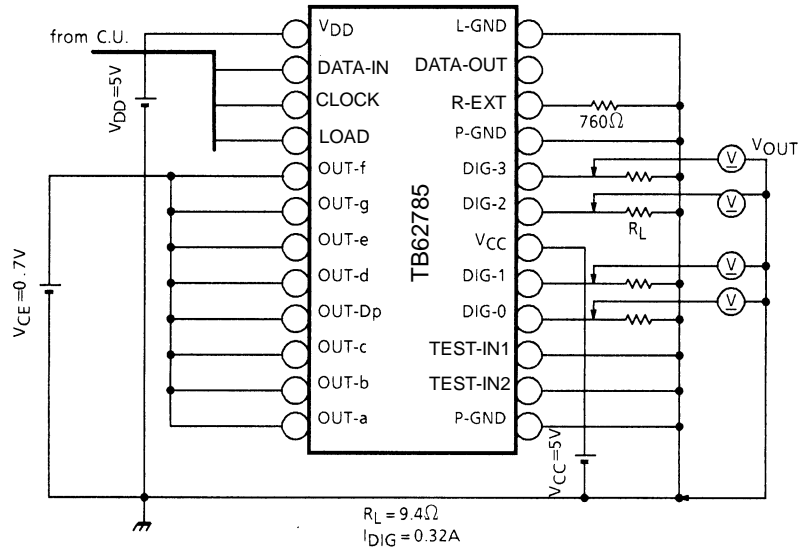 from C.U.
VDD=5V
VCE=0.7V
VDD
DATA-IN
CLOCK
LOAD
OUT-f
OUT-g
OUT-e
OUT-d
OUT-Dp
OUT-c
OUT-b
OUT-a
TB62785
L-GND
DATA-OUT
R-EXT
P-GND
DIG-3
DIG-2
VCC
DIG-1
DIG-0
TEST-IN1
TEST-IN2
P-GND
760Ω
VOUT
V
V
RL
V
V
VCC=5V
RL = 9.4Ω
IDIG = 0.32A